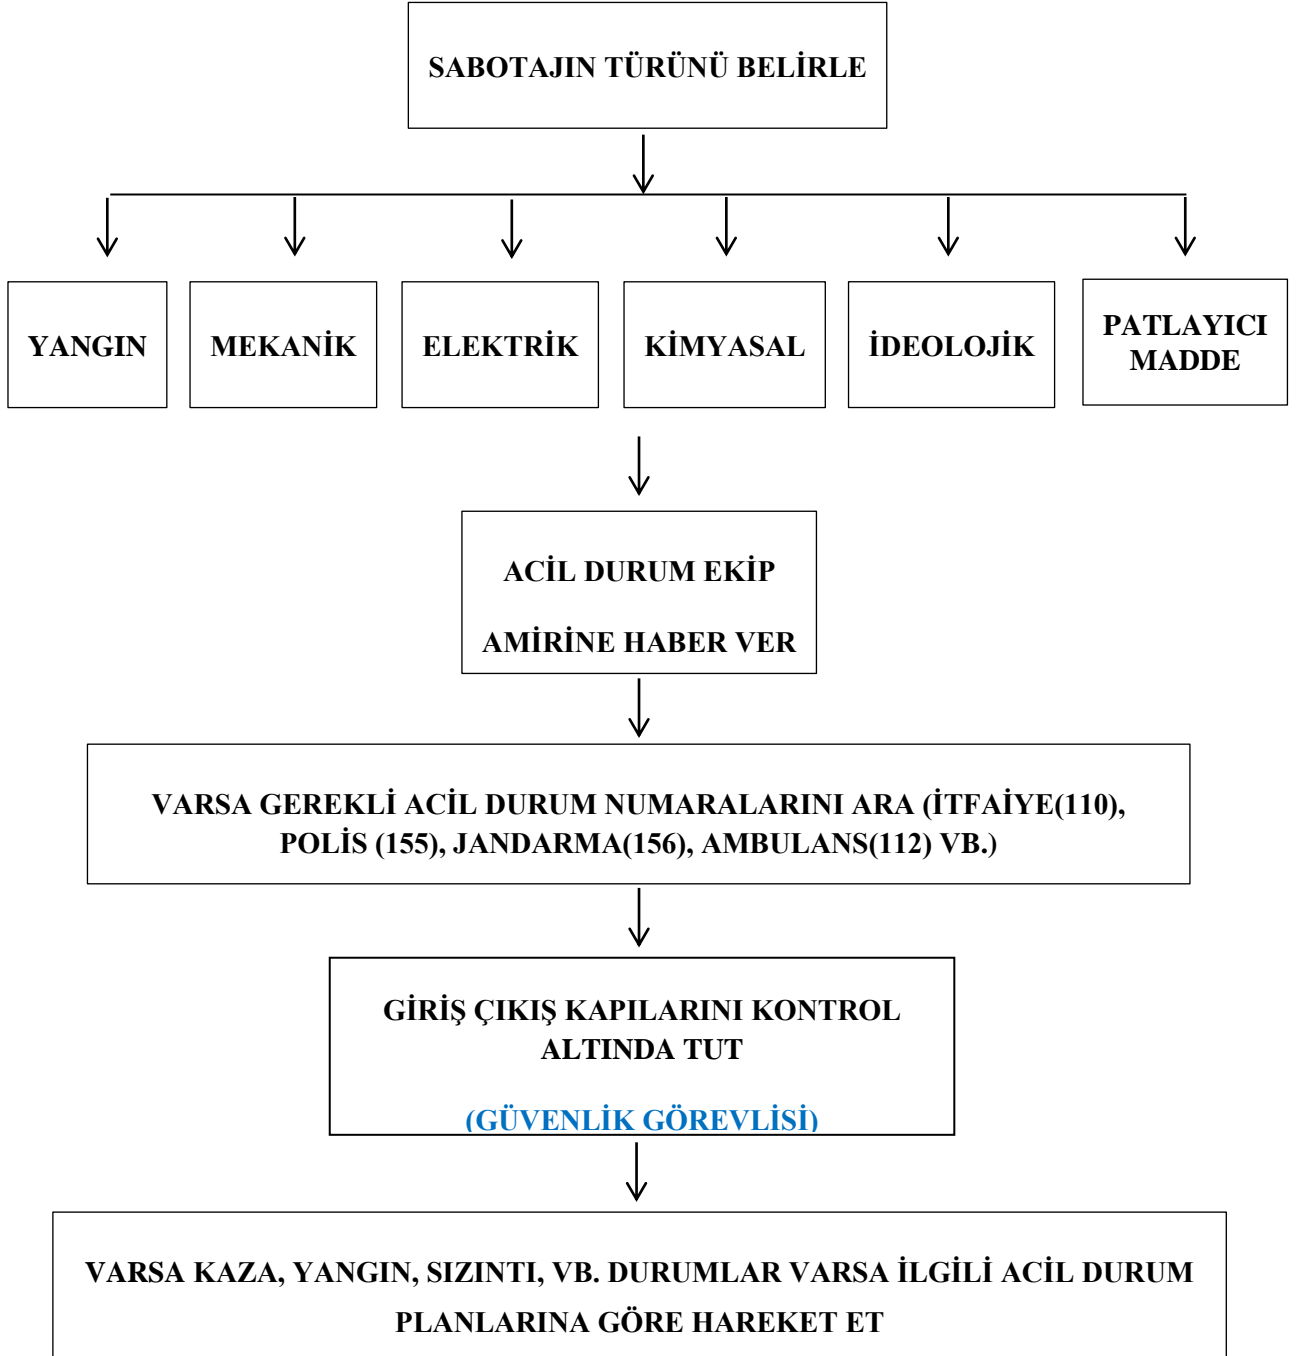 SABOTAJIN TÜRÜNÜ BELİRLE
YANGIN
MEKANİK
ELEKTRİK
KİMYASAL
İDEOLOJİK
PATLAYICI
MADDE
ACİL DURUM EKİP
AMİRİNE HABER VER
VARSA GEREKLİ ACİL DURUM NUMARALARINI ARA (İTFAİYE(110),
POLİS (155), JANDARMA(156), AMBULANS(112) VB.)
GİRİŞ ÇIKIŞ KAPILARINI KONTROL
ALTINDA TUT
(GÜVENLİK GÖREVLİSİ)
VARSA KAZA, YANGIN, SIZINTI, VB. DURUMLAR VARSA İLGİLİ ACİL DURUM
PLANLARINA GÖRE HAREKET ET